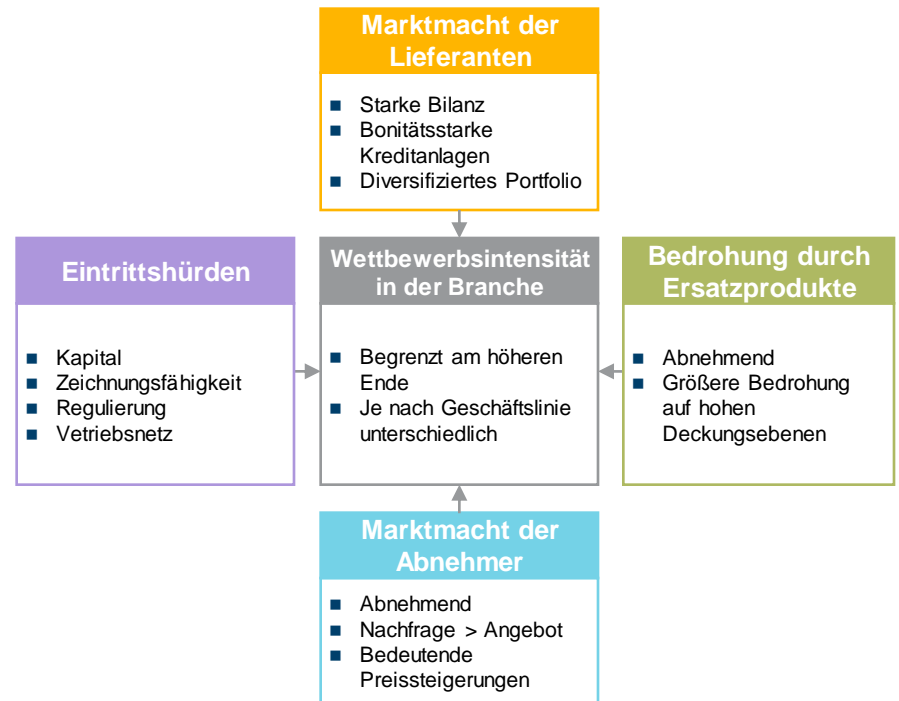 Marktmacht der
Lieferanten
Starke Bilanz
Bonitätsstarke
Kreditanlagen
Diversifiziertes Portfolio
Eintrittshürden
Kapital
Zeichnungsfähigkeit
Regulierung
Vetriebsnetz
Wettbewerbsintensität
in der Branche
Begrenzt am höheren
Ende
Je nach Geschäftslinie
unterschiedlich
Bedrohung durch
Ersatzprodukte
Abnehmend
Größere Bedrohung
auf hohen
Deckungsebenen
Marktmacht der
Abnehmer
Abnehmend
Nachfrage > Angebot
Bedeutende
Preissteigerungen